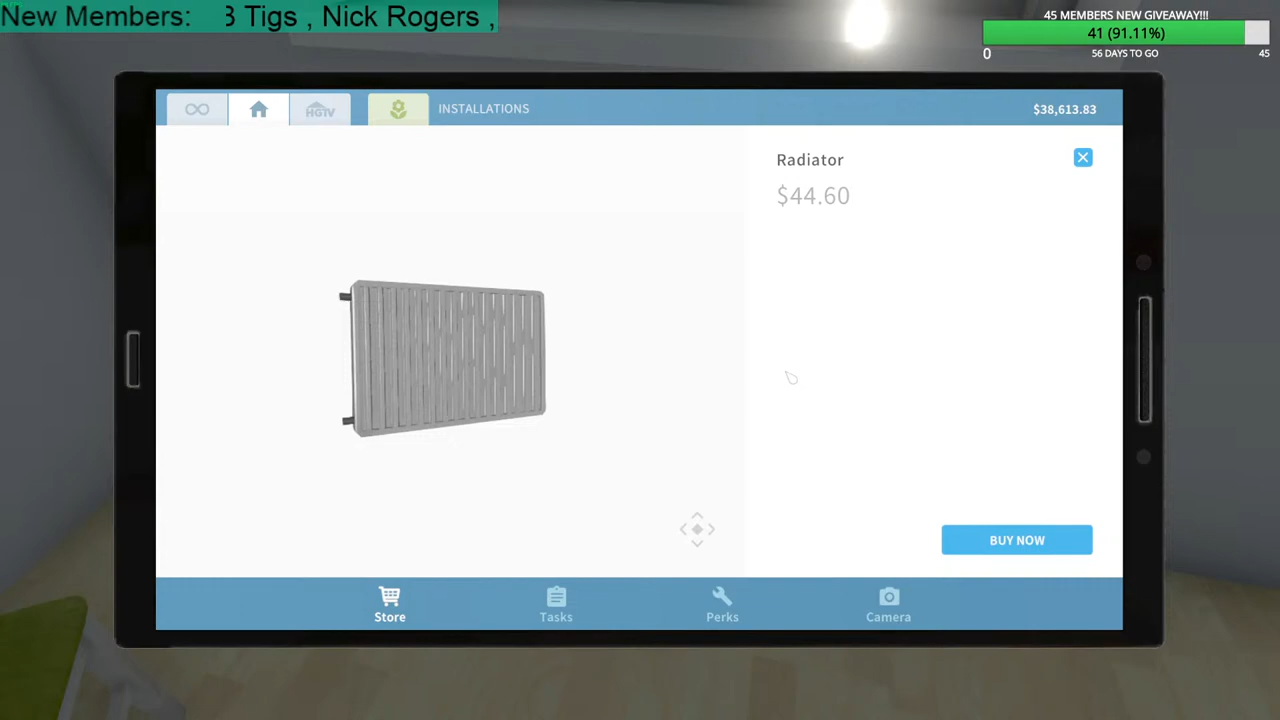 New Members: 3 Tigs , Nick Rogers ,
45 MEMBERS NEW GIVEAWAY!!!
41 (91.11%)
0 56 DAYS TO GO 45
HGTV INSTALLATIONS $38,613.83
Radiator
$44.60
BUY NOW
Store Tasks Perks Camera